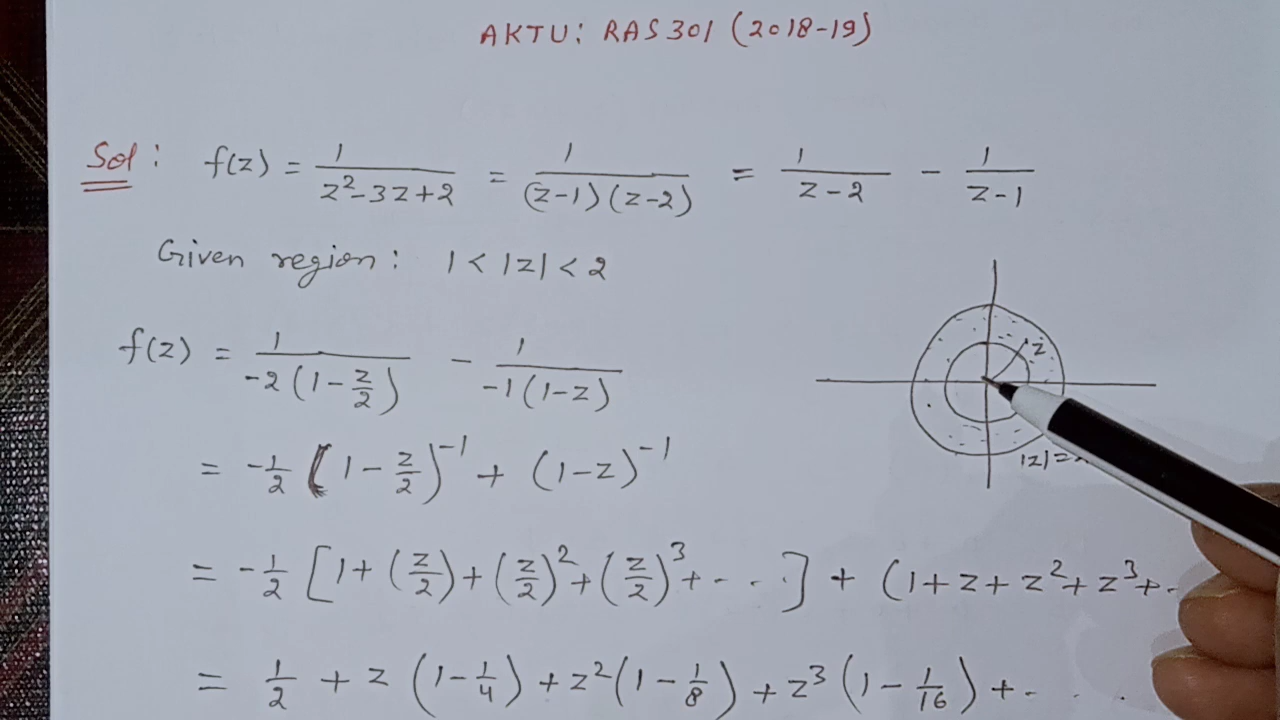 AKTU: RAS301 (2018-19)
Sol: f(z) = 1/(z²-3z+2) = 1/((z-1)(z-2)) = 1/(z-2) - 1/(z-1)
Given region: 1 < |z| < 2
f(z) = 1/(-2(1-z/2)) - 1/(-1(1-z))
z
= -1/2 (1-z/2)⁻¹ + (1-z)⁻¹
|z|=
= -1/2 [1+(z/2)+(z/2)²+(z/2)³+...] + (1+z+z²+z³+..
= 1/2 + z(1-1/4) + z²(1-1/8) + z³(1-1/16) + . . . .